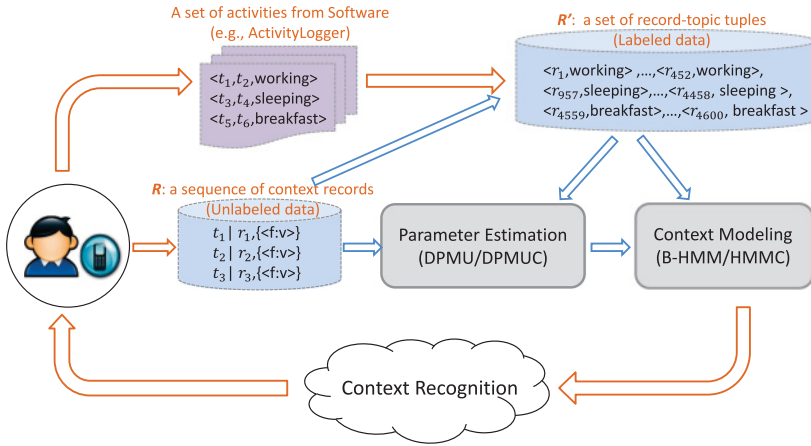 A set of activities from Software
(e.g., ActivityLogger)
<t₁,t₂,working>
<t₃,t₄,sleeping>
<t₅,t₆,breakfast>
R': a set of record-topic tuples
(Labeled data)
<r₁,working> ,...,<r₄₅₂,working>,
<r₉₅₇,sleeping>,...,<r₄₄₅₈, sleeping >,
<r₄₅₅₉,breakfast>,...,<r₄₆₀₀, breakfast >
R: a sequence of context records
(Unlabeled data)
t₁| r₁,{<f:v>}
t₂| r₂,{<f:v>}
t₃| r₃,{<f:v>}
Parameter Estimation
(DPMU/DPMUC)
Context Modeling
(B-HMM/HMMC)
Context Recognition